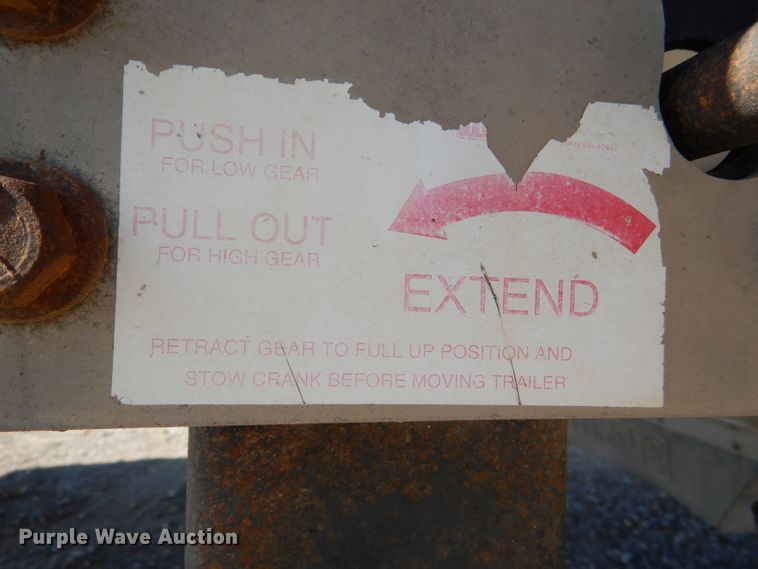 PUSH IN
FOR LOW GEAR
PULL OUT
FOR HIGH GEAR
EXTEND
RETRACT GEAR TO FULL UP POSITION AND
STOW CRANK BEFORE MOVING TRAILER
Purple Wave Auction